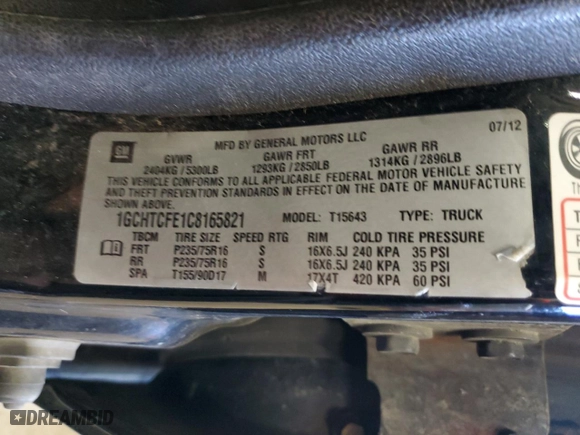 GM
MFD BY GENERAL MOTORS LLC
07/12
GVWR GAWR FRT GAWR RR
2404KG / 5300LB 1293KG / 2850LB 1314KG / 2896LB
THIS VEHICLE CONFORMS TO ALL APPLICABLE FEDERAL MOTOR VEHICLE SAFETY
AND THEFT PREVENTION STANDARDS IN EFFECT ON THE DATE OF MANUFACTURE
SHOWN ABOVE.
1GCHTCFE1C8165821 MODEL: T15643 TYPE: TRUCK
TBCM TIRE SIZE SPEED RTG RIM COLD TIRE PRESSURE
FRT P235/75R16 S 16X6.5J 240 KPA 35 PSI
RR P235/75R16 S 16X6.5J 240 KPA 35 PSI
SPA T155/90D17 M 17X4T 420 KPA 60 PSI
DREAMBID